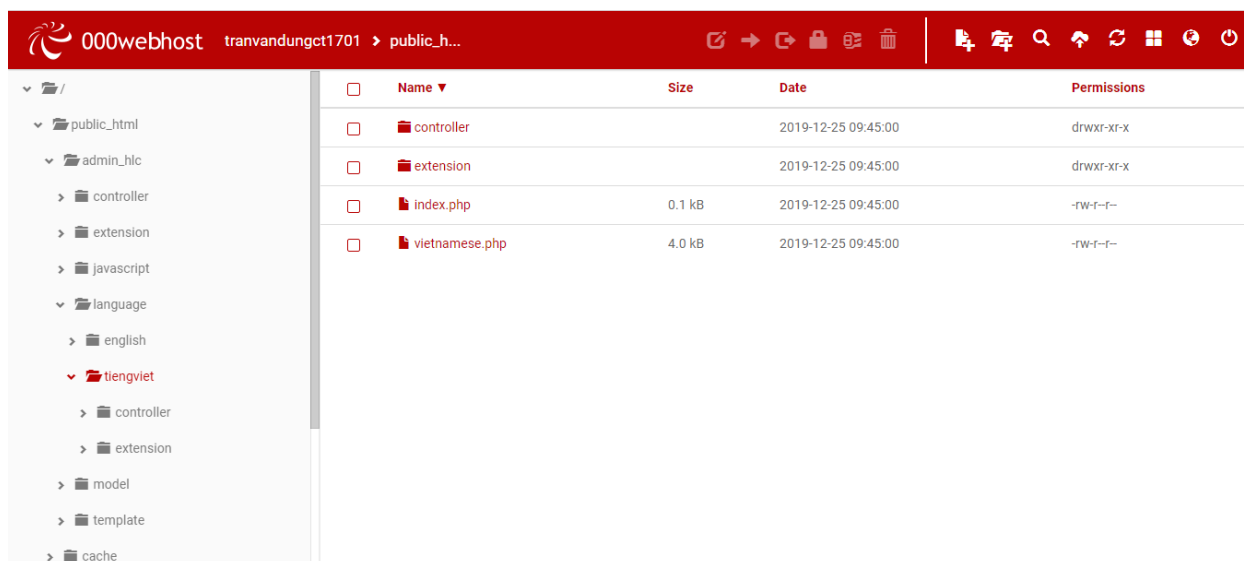 000webhost tranvandungct1701 > public_h...
/
public_html
admin_hlc
controller
extension
javascript
language
english
tiengviet
controller
extension
model
template
cache
Name ▼ Size Date Permissions
controller 2019-12-25 09:45:00 drwxr-xr-x
extension 2019-12-25 09:45:00 drwxr-xr-x
index.php 0.1 kB 2019-12-25 09:45:00 -rw-r--r--
vietnamese.php 4.0 kB 2019-12-25 09:45:00 -rw-r--r--